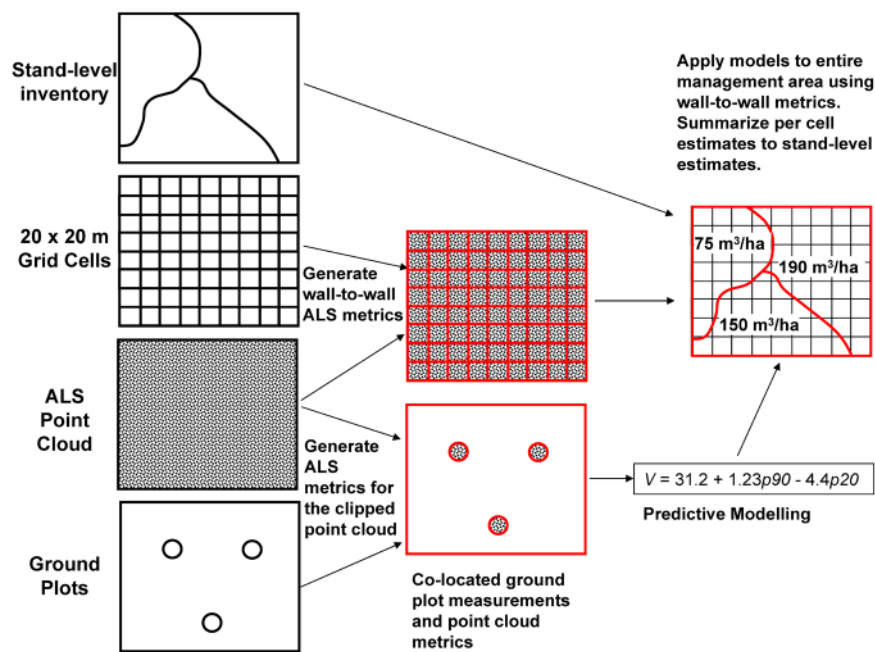 Stand-level
inventory
20 x 20 m
Grid Cells
ALS
Point
Cloud
Ground
Plots
Generate
wall-to-wall
ALS metrics
Generate
ALS
metrics for
the clipped
point cloud
Co-located ground
plot measurements
and point cloud
metrics
Apply models to entire
management area using
wall-to-wall metrics.
Summarize per cell
estimates to stand-level
estimates.
75 m³/ha
190 m³/ha
150 m³/ha
V = 31.2 + 1.23p90 - 4.4p20
Predictive Modelling